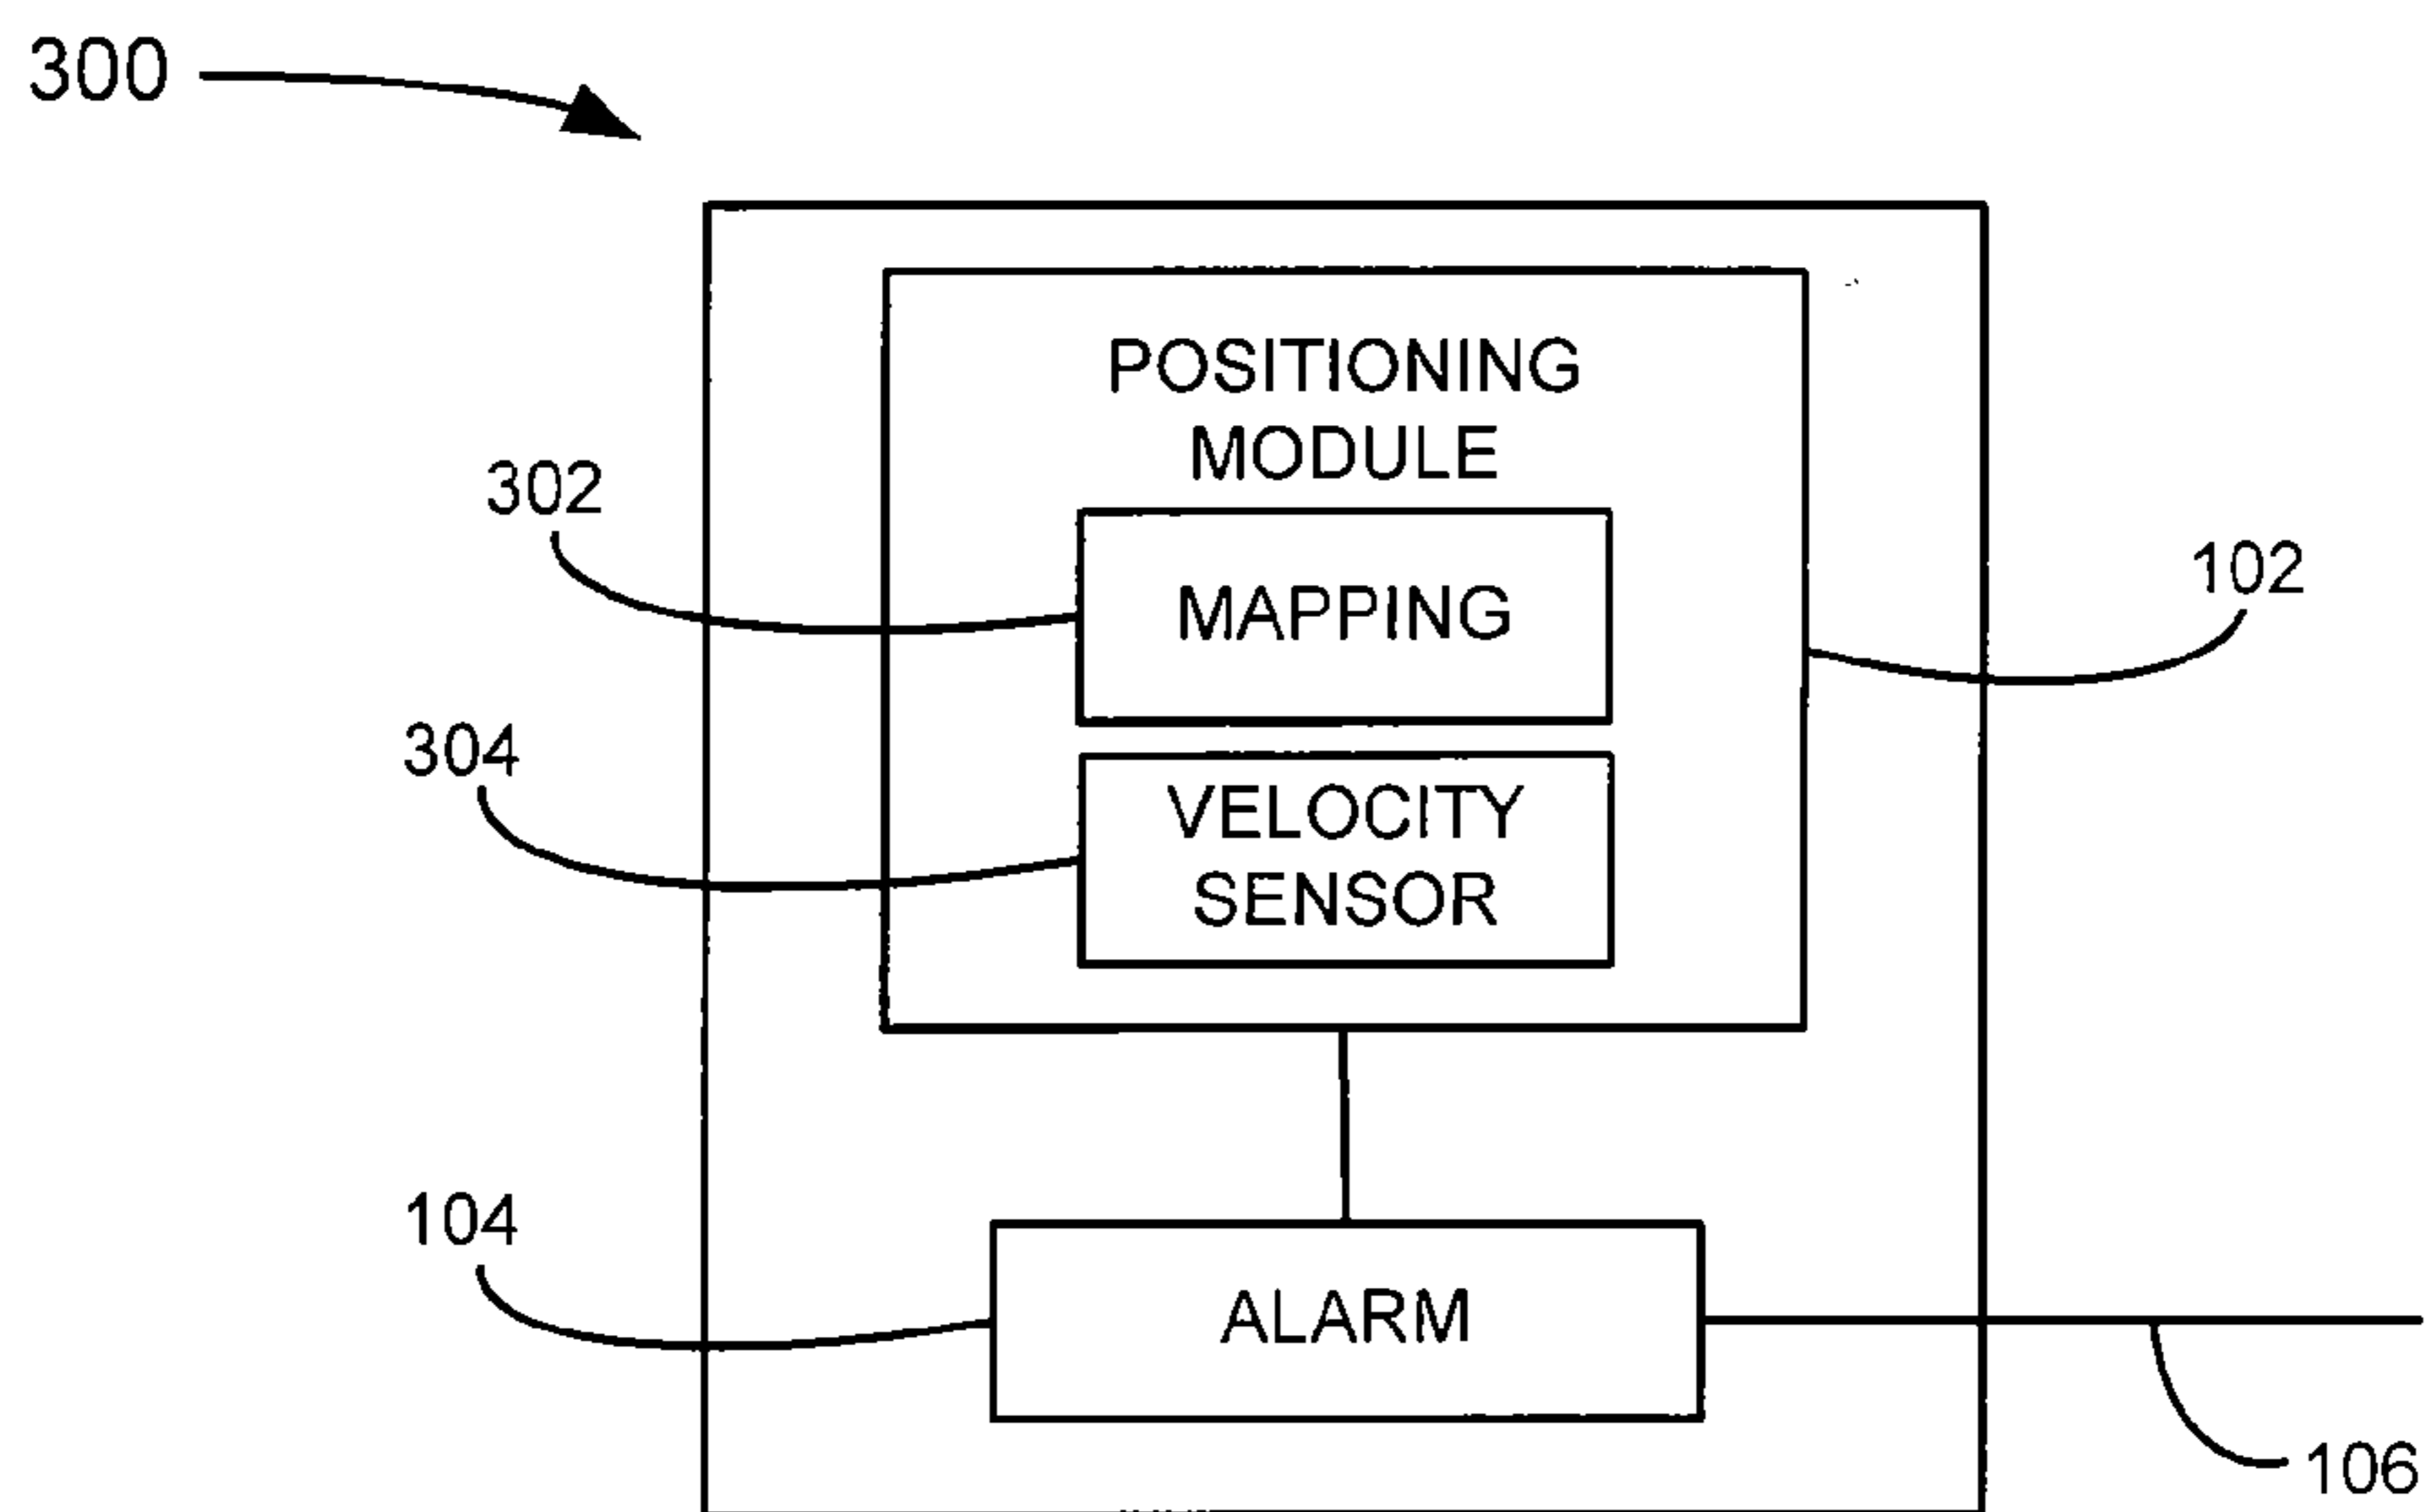 300
POSITIONING
MODULE
302
MAPPING
102
304
VELOCITY
SENSOR
104
ALARM
106